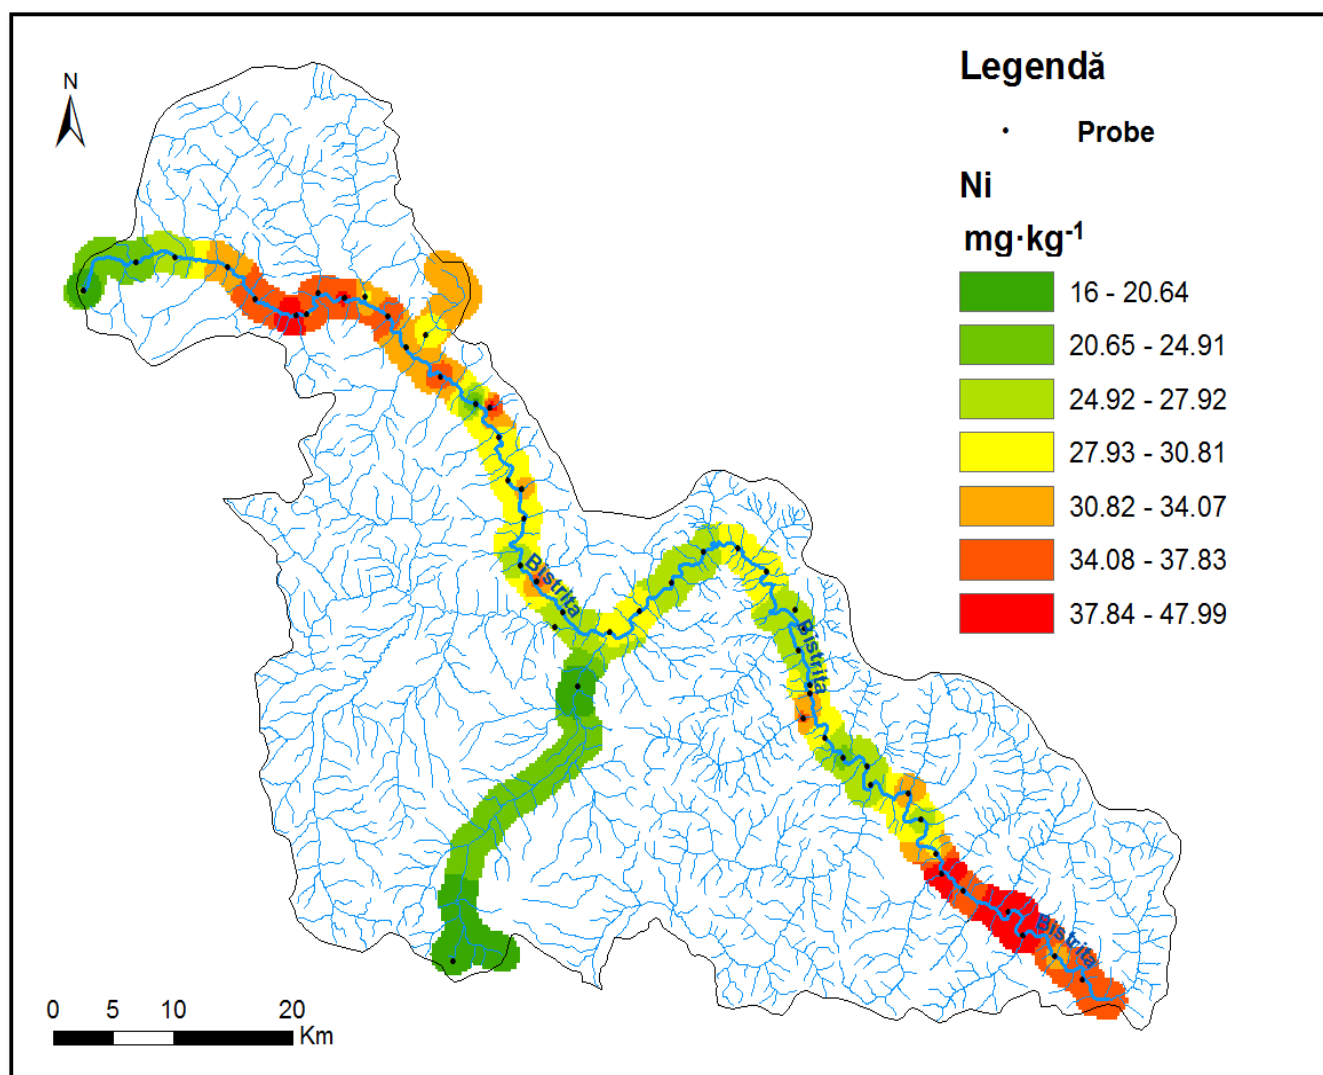 Legendă
N
Probe
Ni
mg·kg-1
16 - 20.64
20.65 - 24.91
24.92 - 27.92
27.93 - 30.81
30.82 - 34.07
34.08 - 37.83
37.84 - 47.99
Bistrita
Bistrita
Bistrita
0 5 10 20
Km